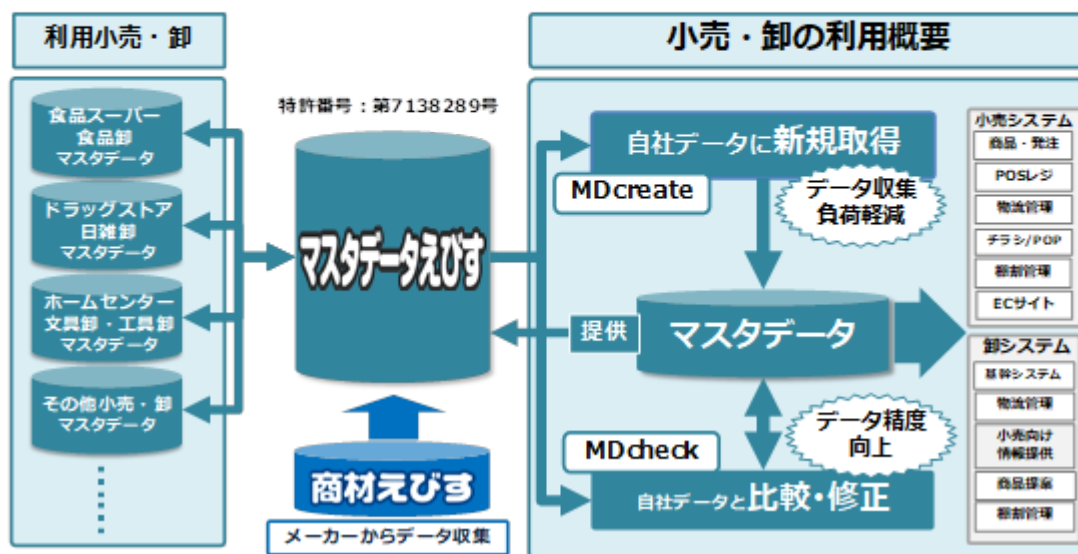 利用小売・卸
食品スーパー
食品卸
マスタデータ
ドラッグストア
日雑卸
マスタデータ
ホームセンター
文具卸・工具卸
マスタデータ
その他小売・卸
マスタデータ
特許番号：第7138289号
マスタデータえびす
商材えびす
メーカーからデータ収集
小売・卸の利用概要
自社データに新規取得
MDcreate
データ収集
負荷軽減
提供
マスタデータ
MDcheck
データ精度
向上
自社データと比較・修正
小売システム
商品・発注
POSレジ
物流管理
チラシ/POP
棚割管理
ECサイト
卸システム
基幹システム
物流管理
小売向け
情報提供
商品提案
棚割管理